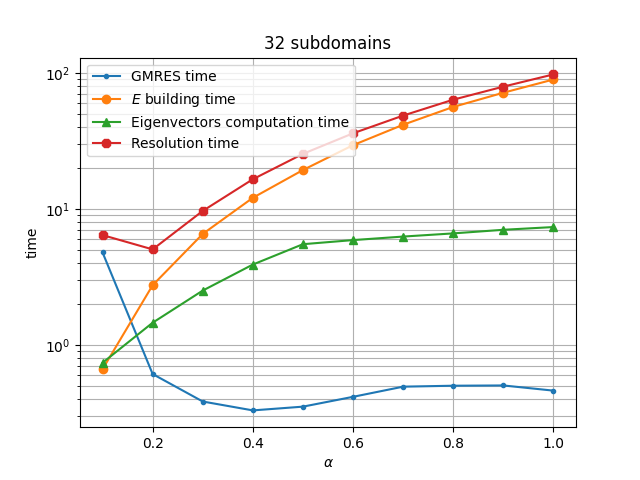 32 subdomains
GMRES time
E building time
Eigenvectors computation time
Resolution time
10²
10¹
10⁰
time
0.2 0.4 0.6 0.8 1.0
α